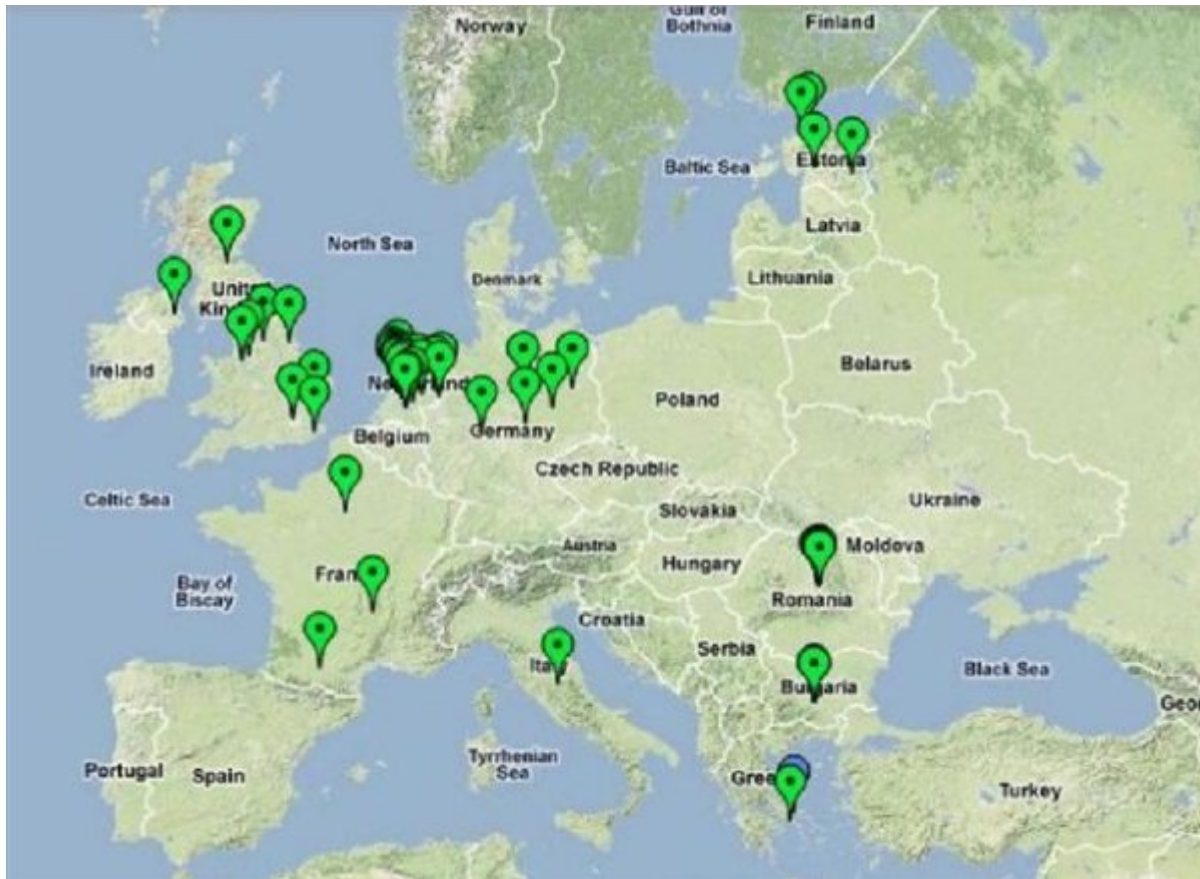 Gulf of
Bothnia
Norway
Finland
Baltic Sea
Estonia
Latvia
North Sea
Denmark
Lithuania
Ireland
Belarus
Poland
Belgium
Germany
Czech Republic
Celtic Sea
Slovakia
Ukraine
Austria
Moldova
Hungary
Bay of
Biscay
Romania
Croatia
Serbia
Black Sea
Bulgaria
Tyrrhenian
Sea
Portugal
Spain
Turkey